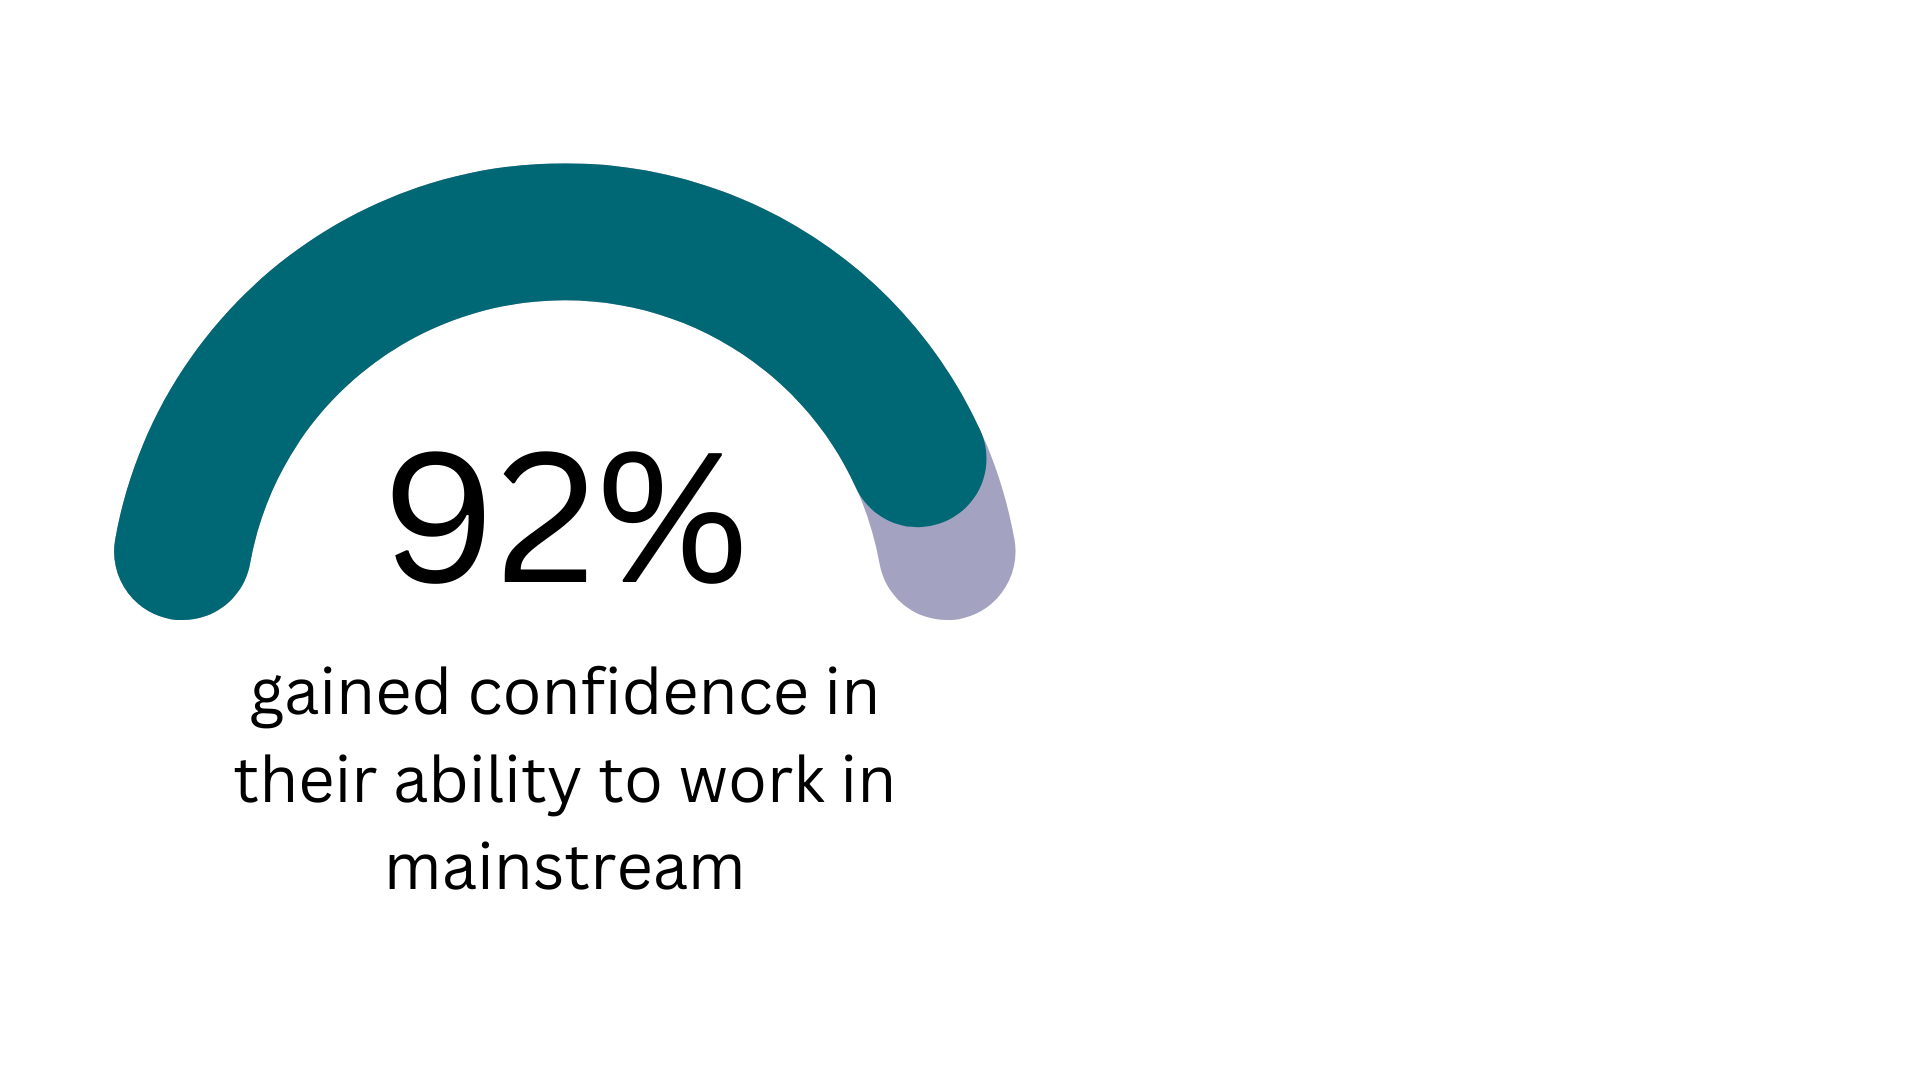 92%
gained confidence in
their ability to work in
mainstream